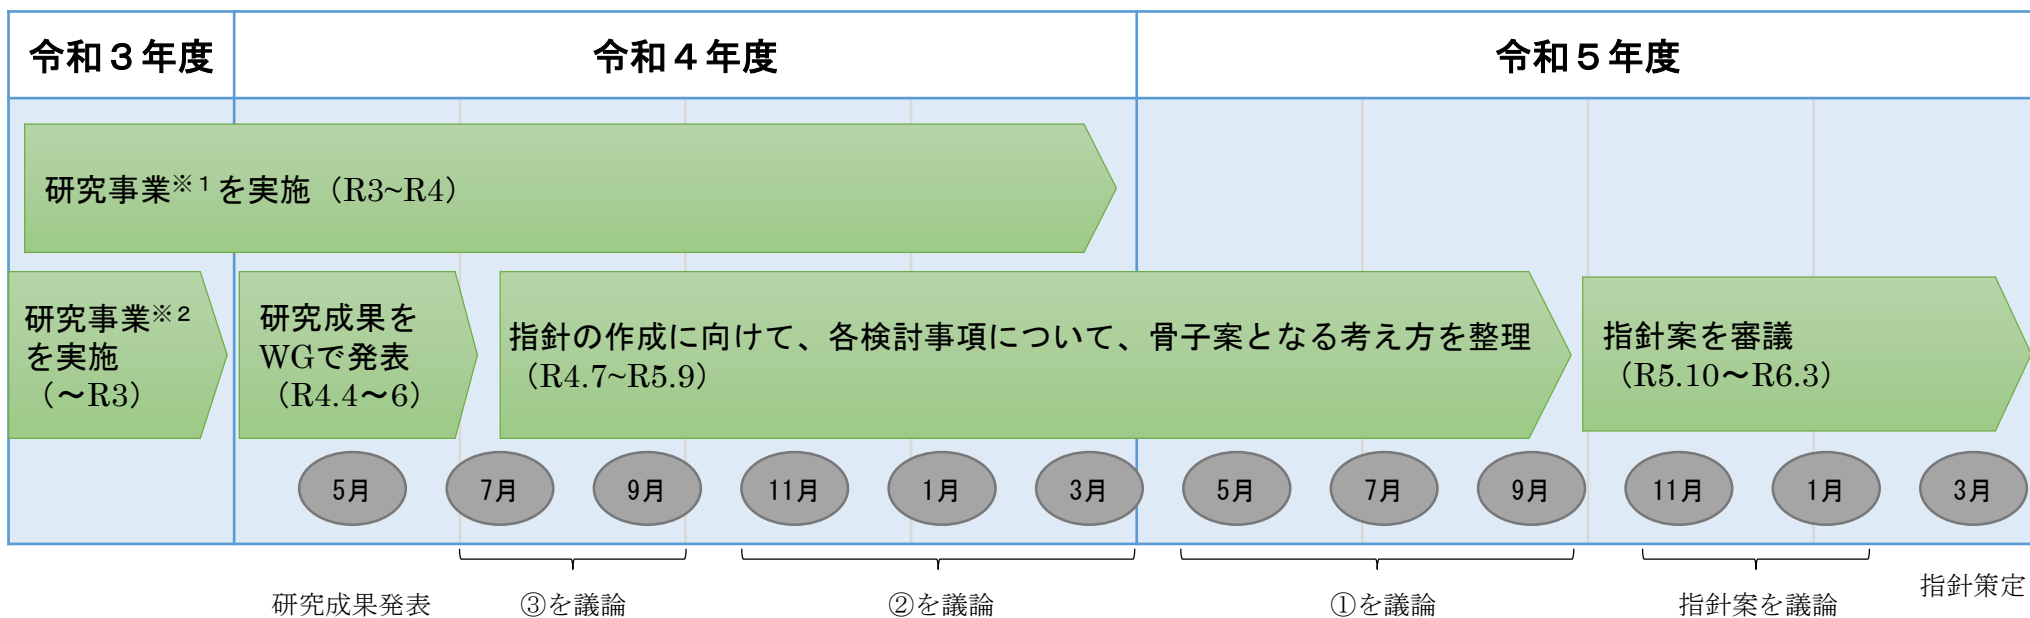 令和３年度
令和４年度
令和５年度
研究事業※１を実施（R3~R4）
研究事業※２
を実施
（～R3）
研究成果を
WGで発表
（R4.4～6）
指針の作成に向けて、各検討事項について、骨子案となる考え方を整理
（R4.7~R5.9）
指針案を審議
（R5.10～R6.3）
5月
7月
9月
11月
1月
3月
5月
7月
9月
11月
1月
3月
研究成果発表
③を議論
②を議論
①を議論
指針案を議論
指針策定